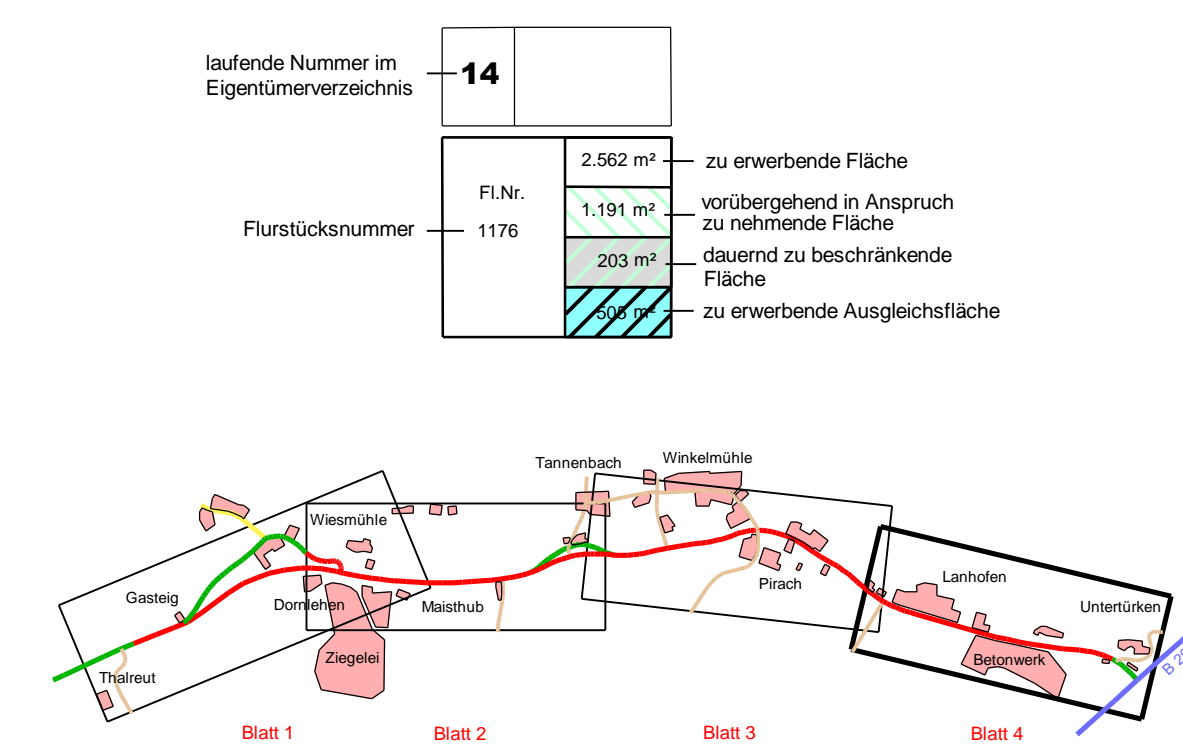 laufende Nummer im
Eigentümerverzeichnis
14
2.562 m²
zu erwerbende Fläche
Fl.Nr.
1176
Flurstücksnummer
1.191 m²
vorübergehend in Anspruch
zu nehmende Fläche
203 m²
dauernd zu beschränkende
Fläche
m²
zu erwerbende Ausgleichsfläche
Tannenbach
Winkelmühle
Wiesmühle
Gasteig
Dornlehen
Maisthub
Pirach
Lanhofen
Untertürken
Ziegelei
Betonwerk
Thalreut
B
Blatt 1
Blatt 2
Blatt 3
Blatt 4